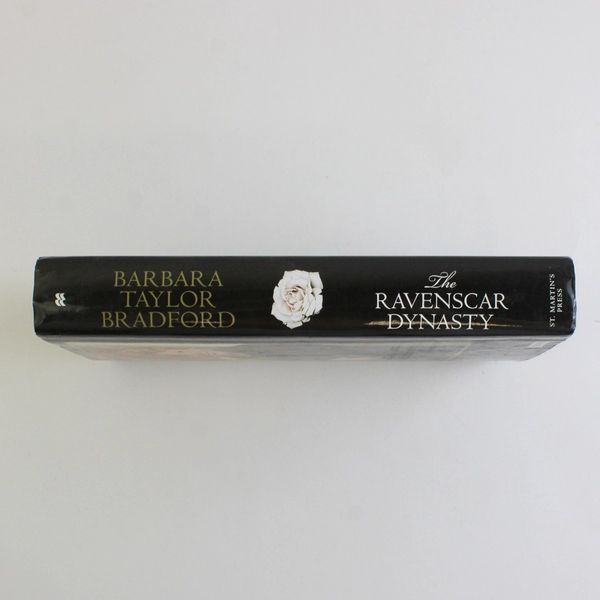 BARBARA
TAYLOR
BRADFORD
The
RAVENSCAR
DYNASTY
ST. MARTIN'S
PRESS